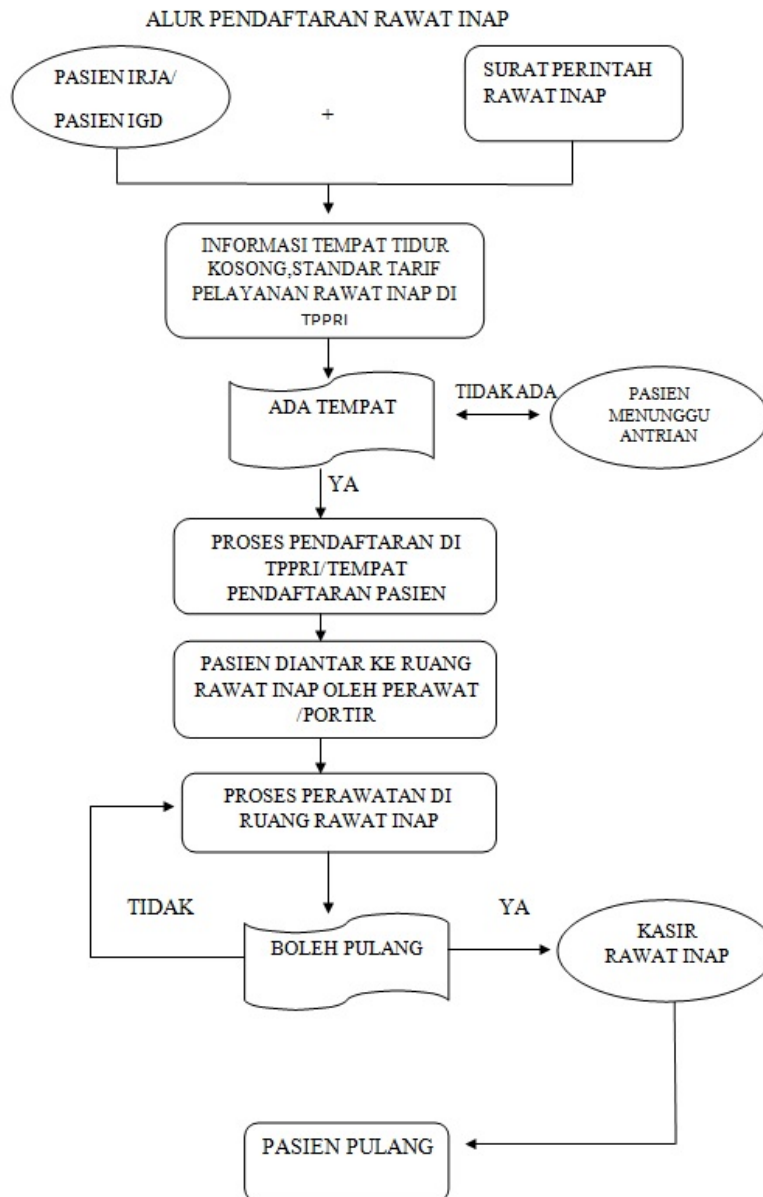 ALUR PENDAFTARAN RAWAT INAP
PASIEN IRJA/
PASIEN IGD
+
SURAT PERINTAH
RAWAT INAP
INFORMASI TEMPAT TIDUR
KOSONG,STANDAR TARIF
PELAYANAN RAWAT INAP DI
TPPRI
ADA TEMPAT
TIDAK ADA
PASIEN
MENUNGGU
ANTRIAN
YA
PROSES PENDAFTARAN DI
TPPRI/TEMPAT
PENDAFTARAN PASIEN
PASIEN DIANTAR KE RUANG
RAWAT INAP OLEH PERAWAT
/PORTIR
PROSES PERAWATAN DI
RUANG RAWAT INAP
TIDAK
BOLEH PULANG
YA
KASIR
RAWAT INAP
PASIEN PULANG